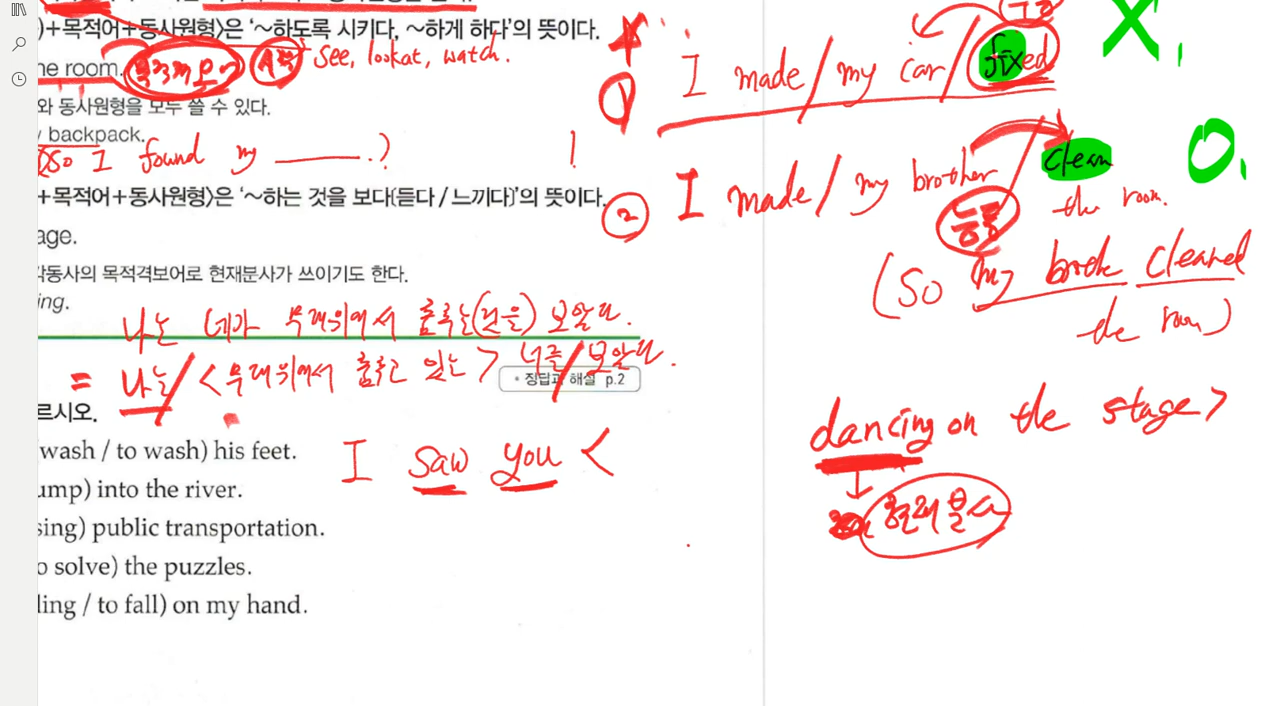 )+목적어+동사원형>은 '~하도록 시키다, ~하게 하다'의 뜻이다.
he room. 목적격보어 see, look at, watch.
와 동사원형을 모두 쓸 수 있다.
backpack.
So I found my ______.?
+목적어+동사원형>은 '~하는 것을 보다(듣다 / 느끼다)'의 뜻이다.
age.
각동사의 목적격보어로 현재분사가 쓰이기도 한다.
ing.
나는 네가 무대위에서 춤추는(것을) 보았다.
= 나는 / < 무대위에서 춤추고 있는 > 너를 / 보았다.
• 정답과 해설 p.2
르시오.
wash / to wash) his feet.
ump) into the river.
sing) public transportation.
o solve) the puzzles.
ling / to fall) on my hand.
I saw you <
① I made / my car / fixed X
② I made / my brother / clean O
능동 the room.
(So my cleaned
the room)
dancing on the stage >
↓
현재분사